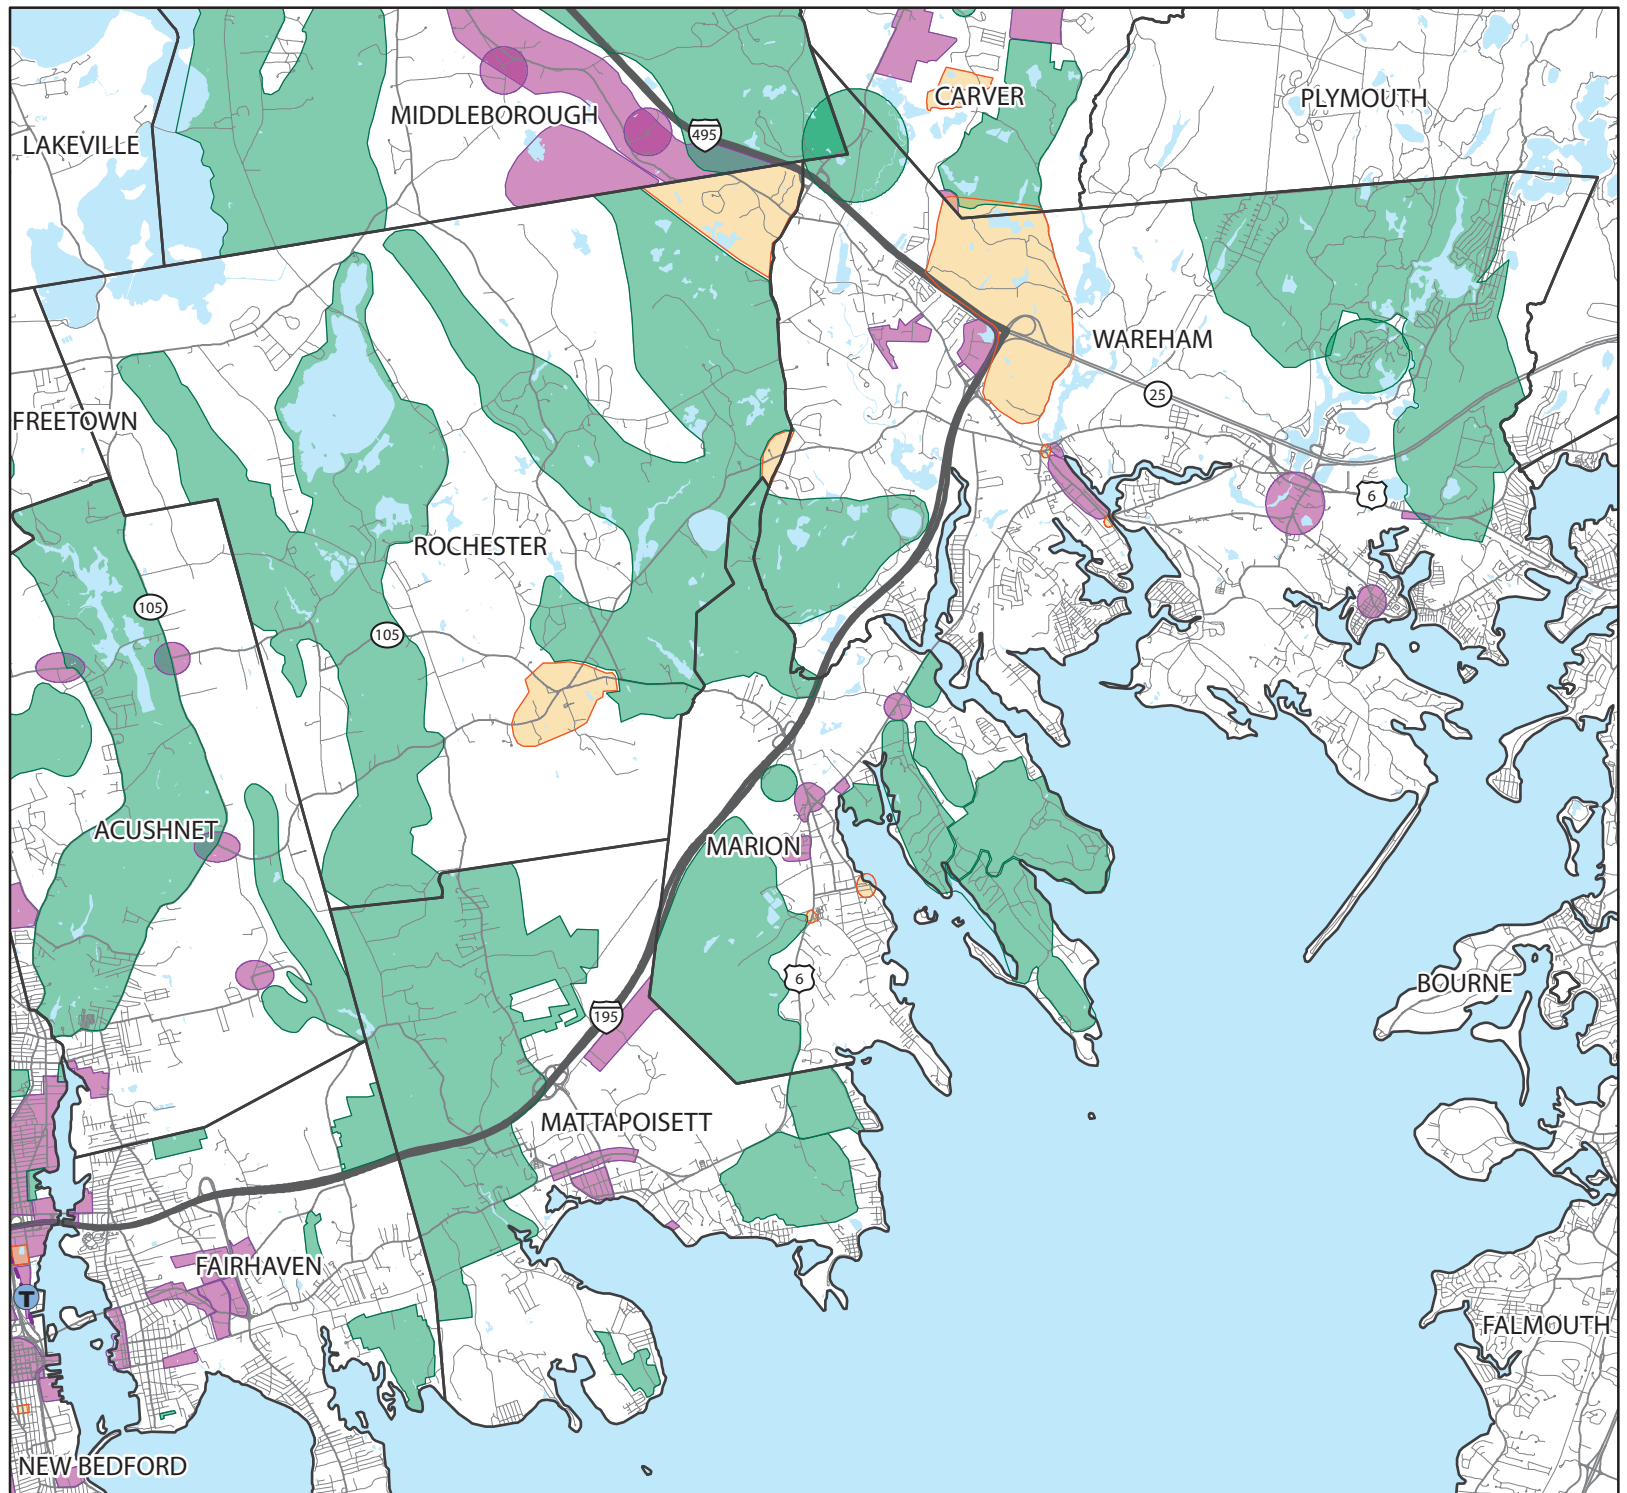 CARVER
PLYMOUTH
MIDDLEBOROUGH
495
LAKEVILLE
WAREHAM
25
FREETOWN
6
ROCHESTER
105
105
ACUSHNET
MARION
6
BOURNE
195
MATTAPOISETT
FAIRHAVEN
T
FALMOUTH
NEW BEDFORD